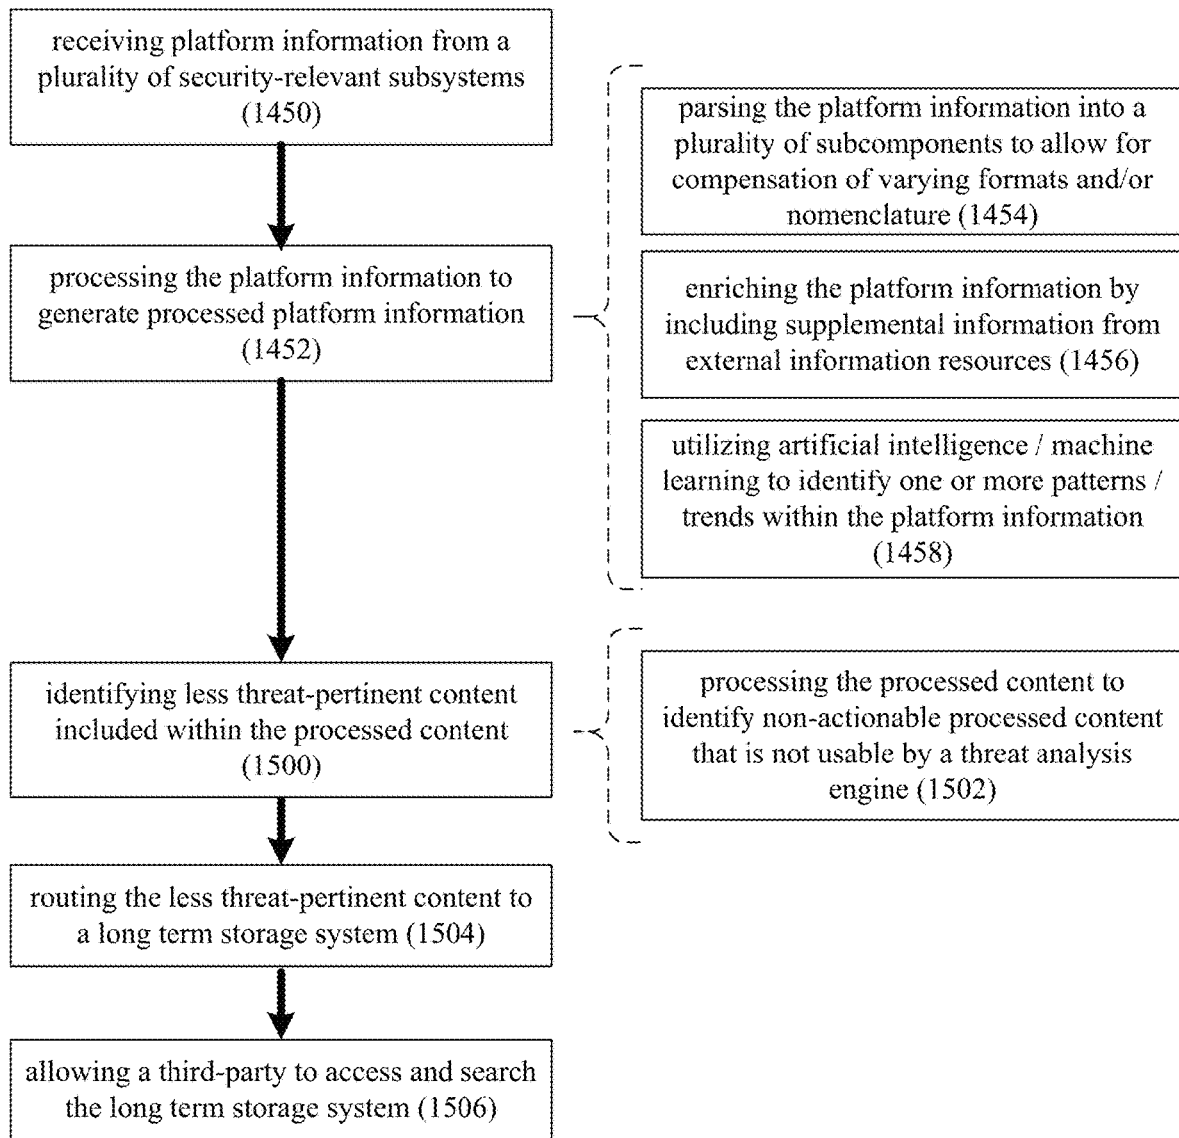 receiving platform information from a
plurality of security-relevant subsystems
(1450)
processing the platform information to
generate processed platform information
(1452)
parsing the platform information into a
plurality of subcomponents to allow for
compensation of varying formats and/or
nomenclature (1454)
enriching the platform information by
including supplemental information from
external information resources (1456)
utilizing artificial intelligence / machine
learning to identify one or more patterns /
trends within the platform information
(1458)
identifying less threat-pertinent content
included within the processed content
(1500)
processing the processed content to
identify non-actionable processed content
that is not usable by a threat analysis
engine (1502)
routing the less threat-pertinent content to
a long term storage system (1504)
allowing a third-party to access and search
the long term storage system (1506)